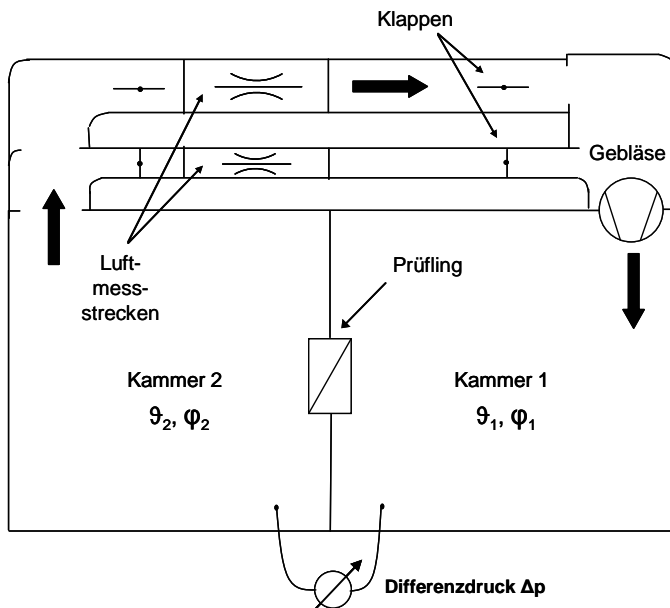 Klappen
Gebläse
Luft-
mess-
strecken
Prüfling
Kammer 2
ϑ₂, φ₂
Kammer 1
ϑ₁, φ₁
Differenzdruck Δp